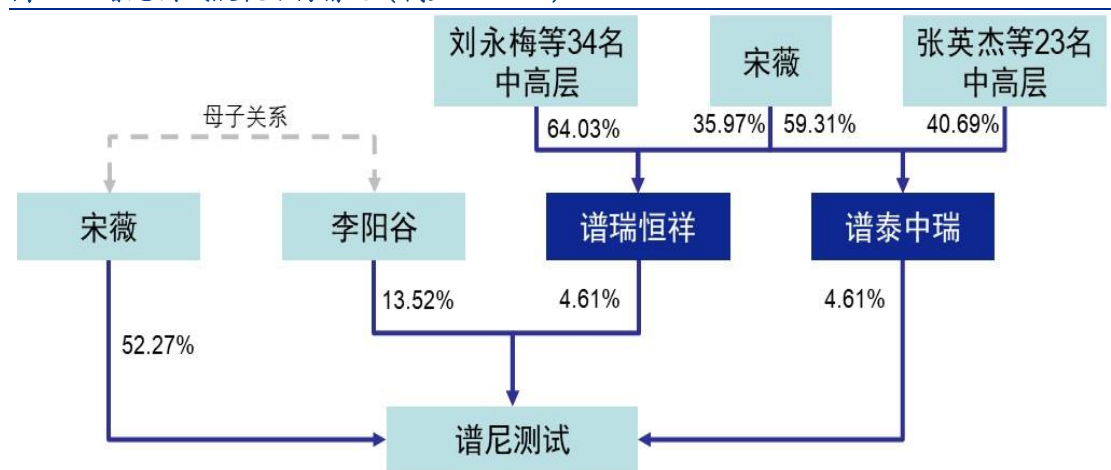 刘永梅等34名
中高层
宋薇
张英杰等23名
中高层
母子关系
64.03%
35.97%
59.31%
40.69%
宋薇
李阳谷
谱瑞恒祥
谱泰中瑞
13.52%
4.61%
4.61%
52.27%
谱尼测试